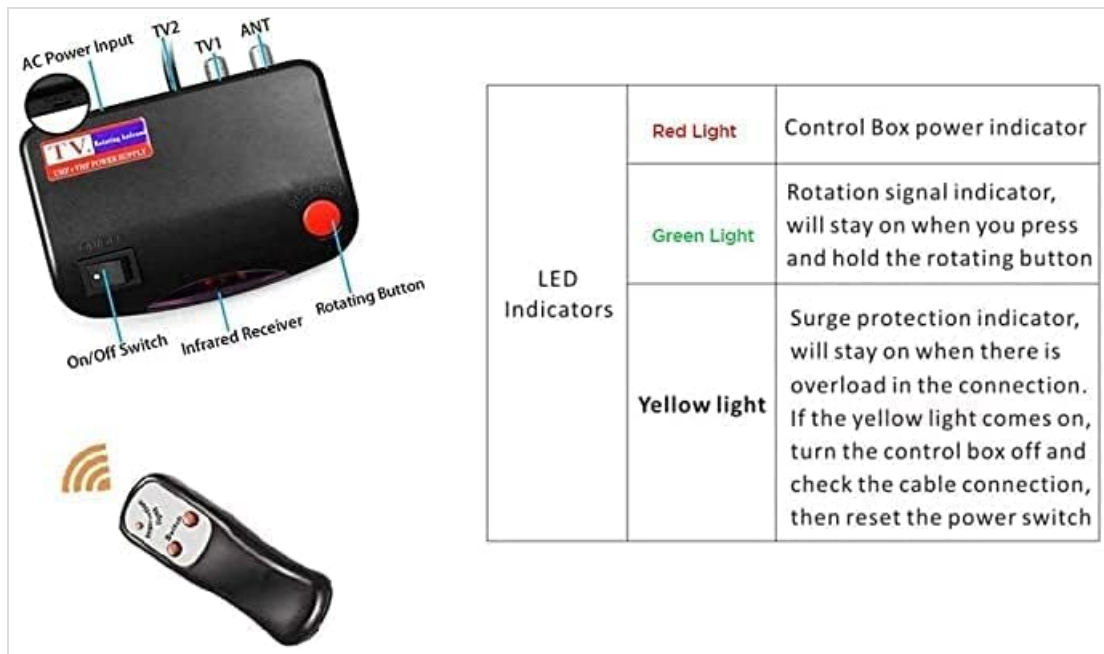 AC Power Input
TV2
TV1
ANT
TV. Rotating Antenna
UHF+VHF POWER SUPPLY
On/Off Switch
Infrared Receiver
Rotating Button
Switch
LED
Indicators
Red Light
Control Box power indicator
Green Light
Rotation signal indicator,
will stay on when you press
and hold the rotating button
Yellow light
Surge protection indicator,
will stay on when there is
overload in the connection.
If the yellow light comes on,
turn the control box off and
check the cable connection,
then reset the power switch